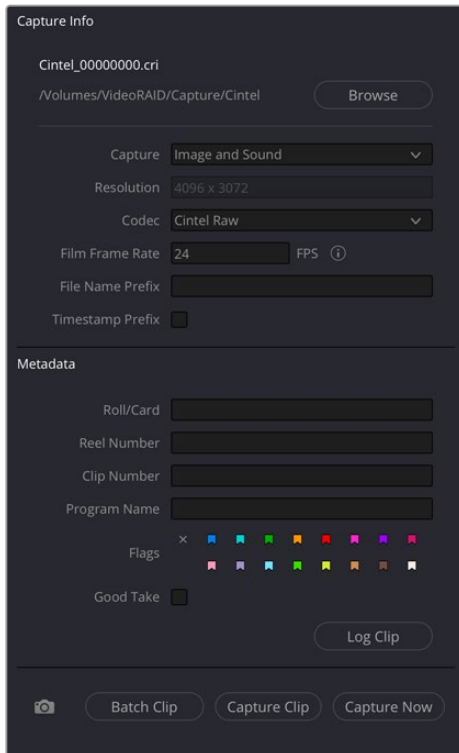 Capture Info
Cintel_00000000.cri
/Volumes/VideoRAID/Capture/Cintel Browse
Capture Image and Sound
Resolution 4096 x 3072
Codec Cintel Raw
Film Frame Rate 24 FPS
File Name Prefix
Timestamp Prefix
Metadata
Roll/Card
Reel Number
Clip Number
Program Name
Flags
Good Take
Log Clip
Batch Clip Capture Clip Capture Now